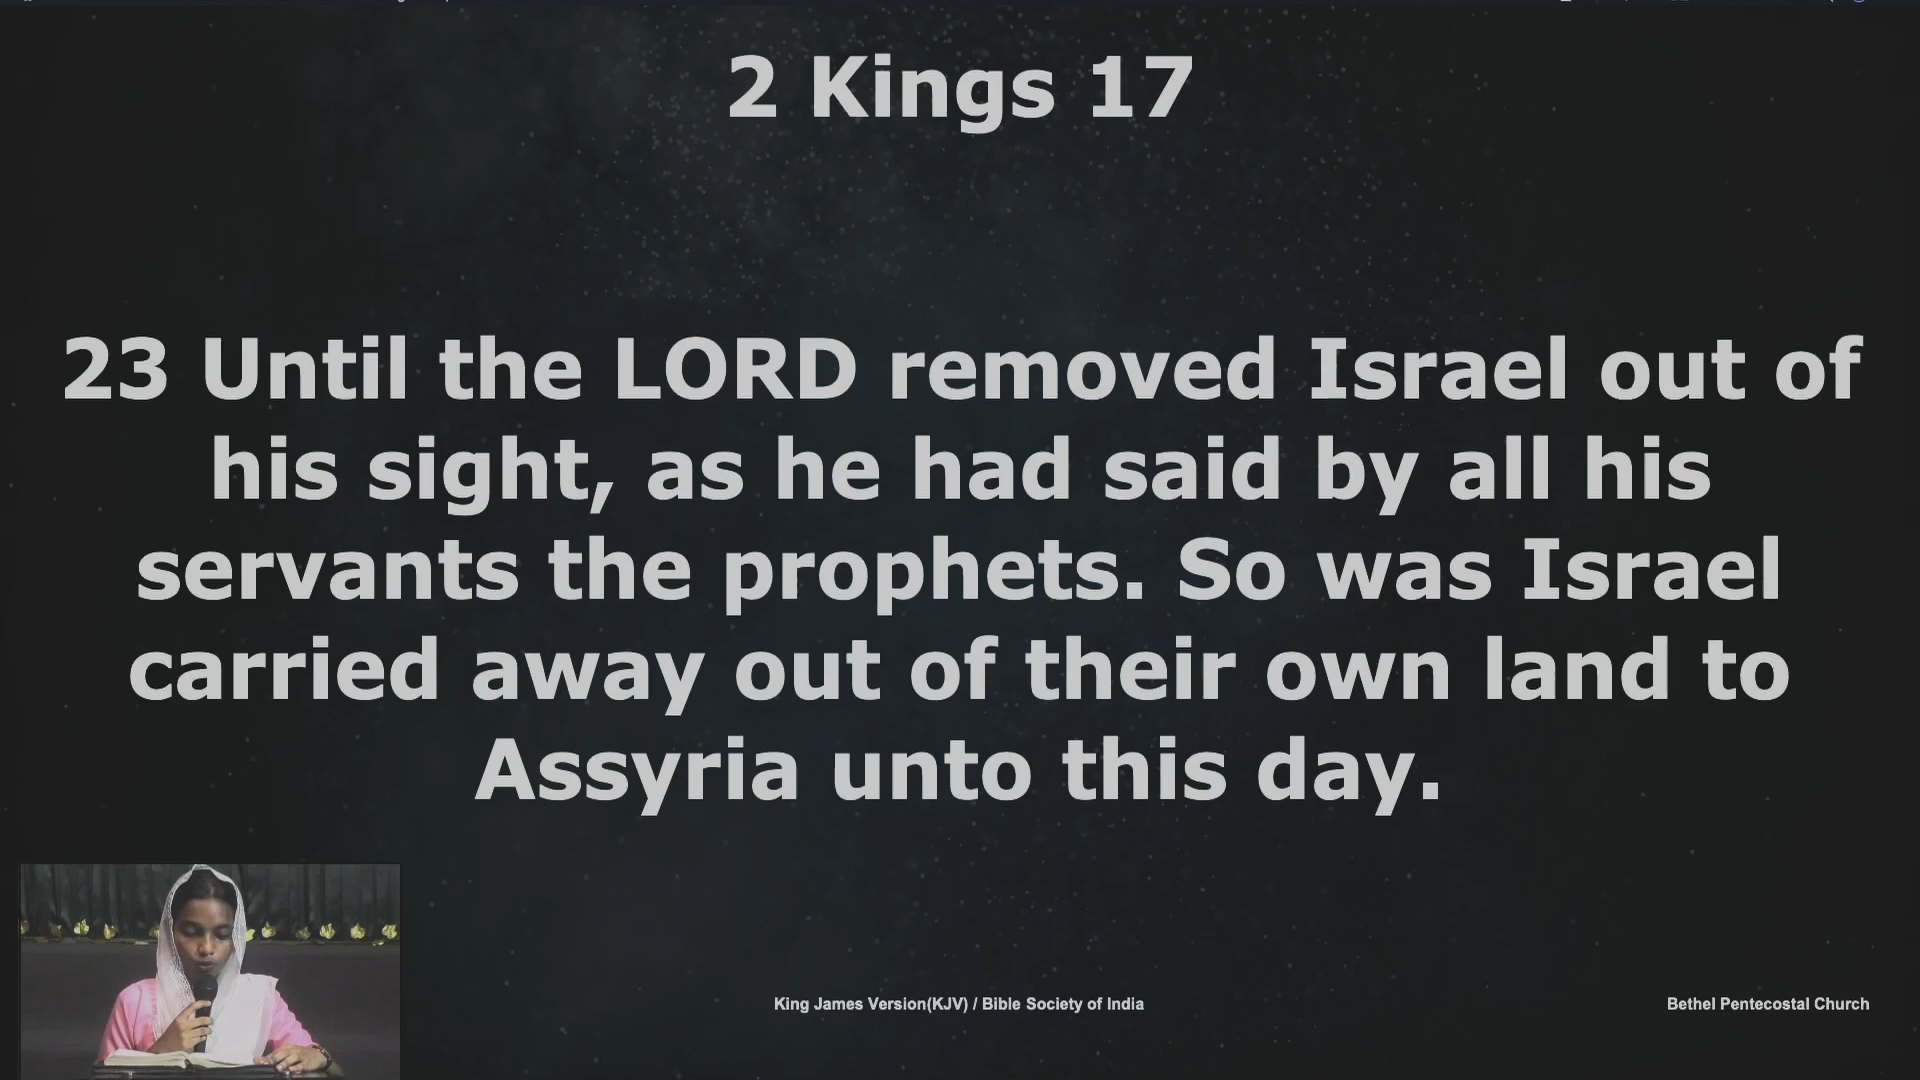 2 Kings 17
23 Until the LORD removed Israel out of
his sight, as he had said by all his
servants the prophets. So was Israel
carried away out of their own land to
Assyria unto this day.
King James Version(KJV) / Bible Society of India
Bethel Pentecostal Church